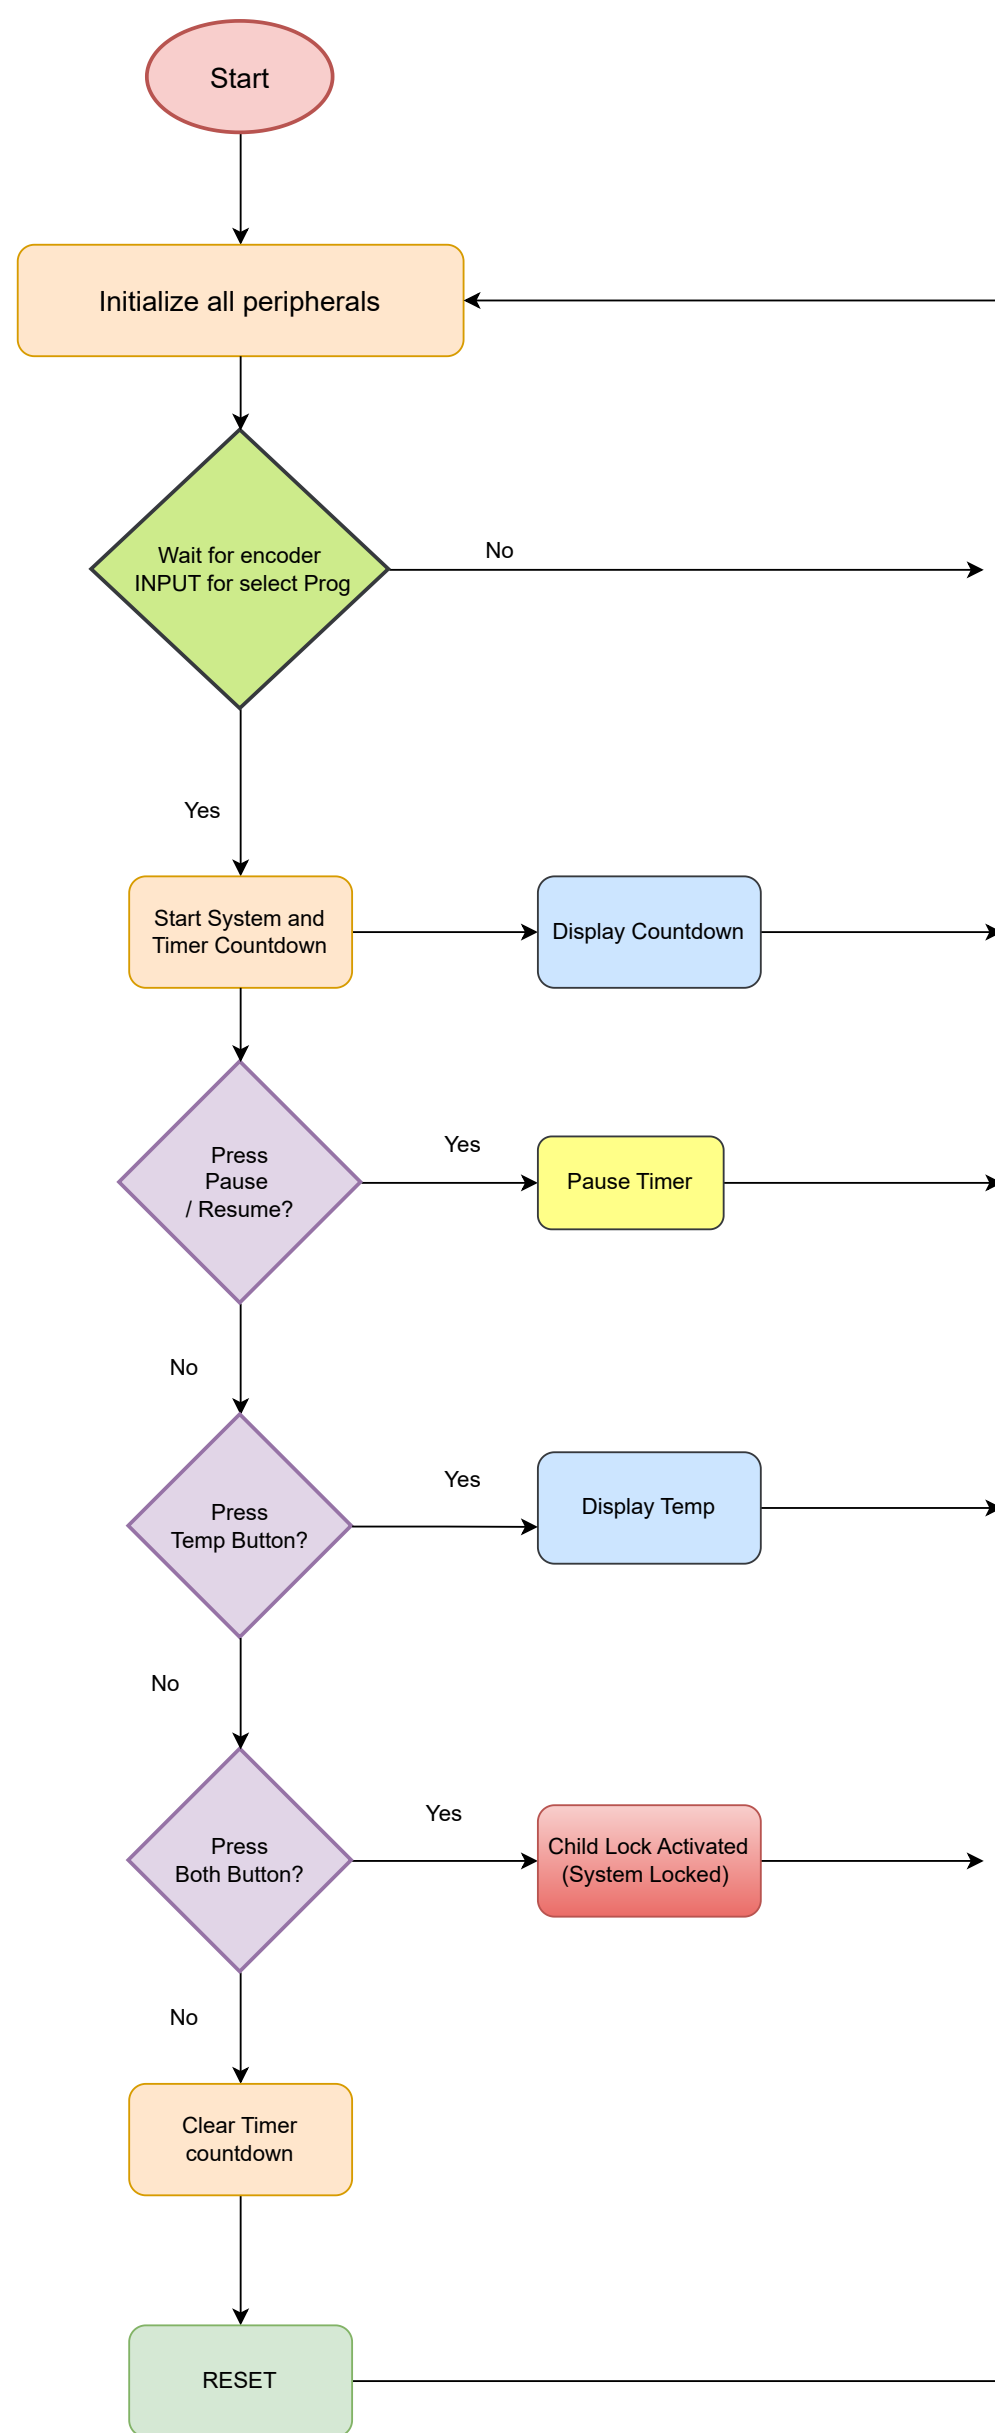 Start
Initialize all peripherals
Wait for encoder
INPUT for select Prog
No
Yes
Start System and
Timer Countdown
Display Countdown
Press
Pause
/ Resume?
Yes
Pause Timer
No
Press
Temp Button?
Yes
Display Temp
No
Press
Both Button?
Yes
Child Lock Activated
(System Locked)
No
Clear Timer
countdown
RESET